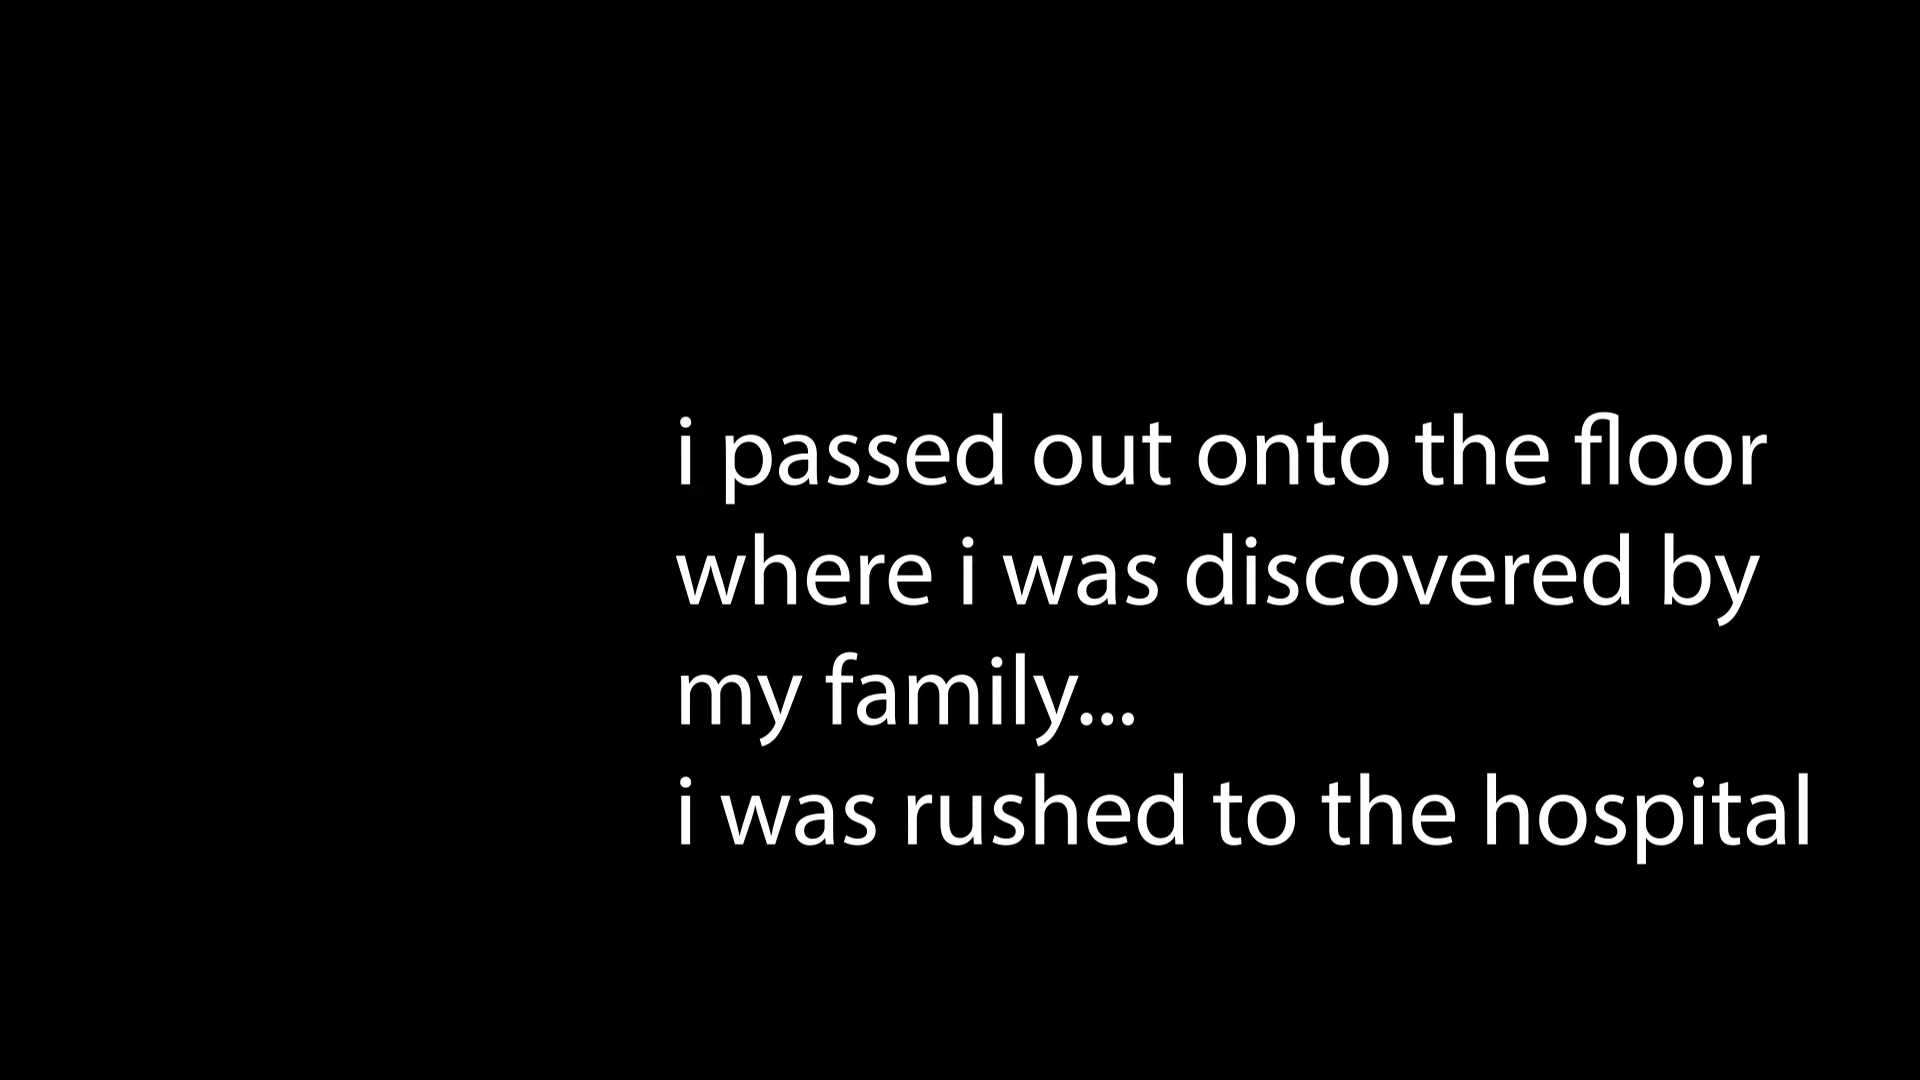 i passed out onto the floor
where i was discovered by
my family...
i was rushed to the hospital